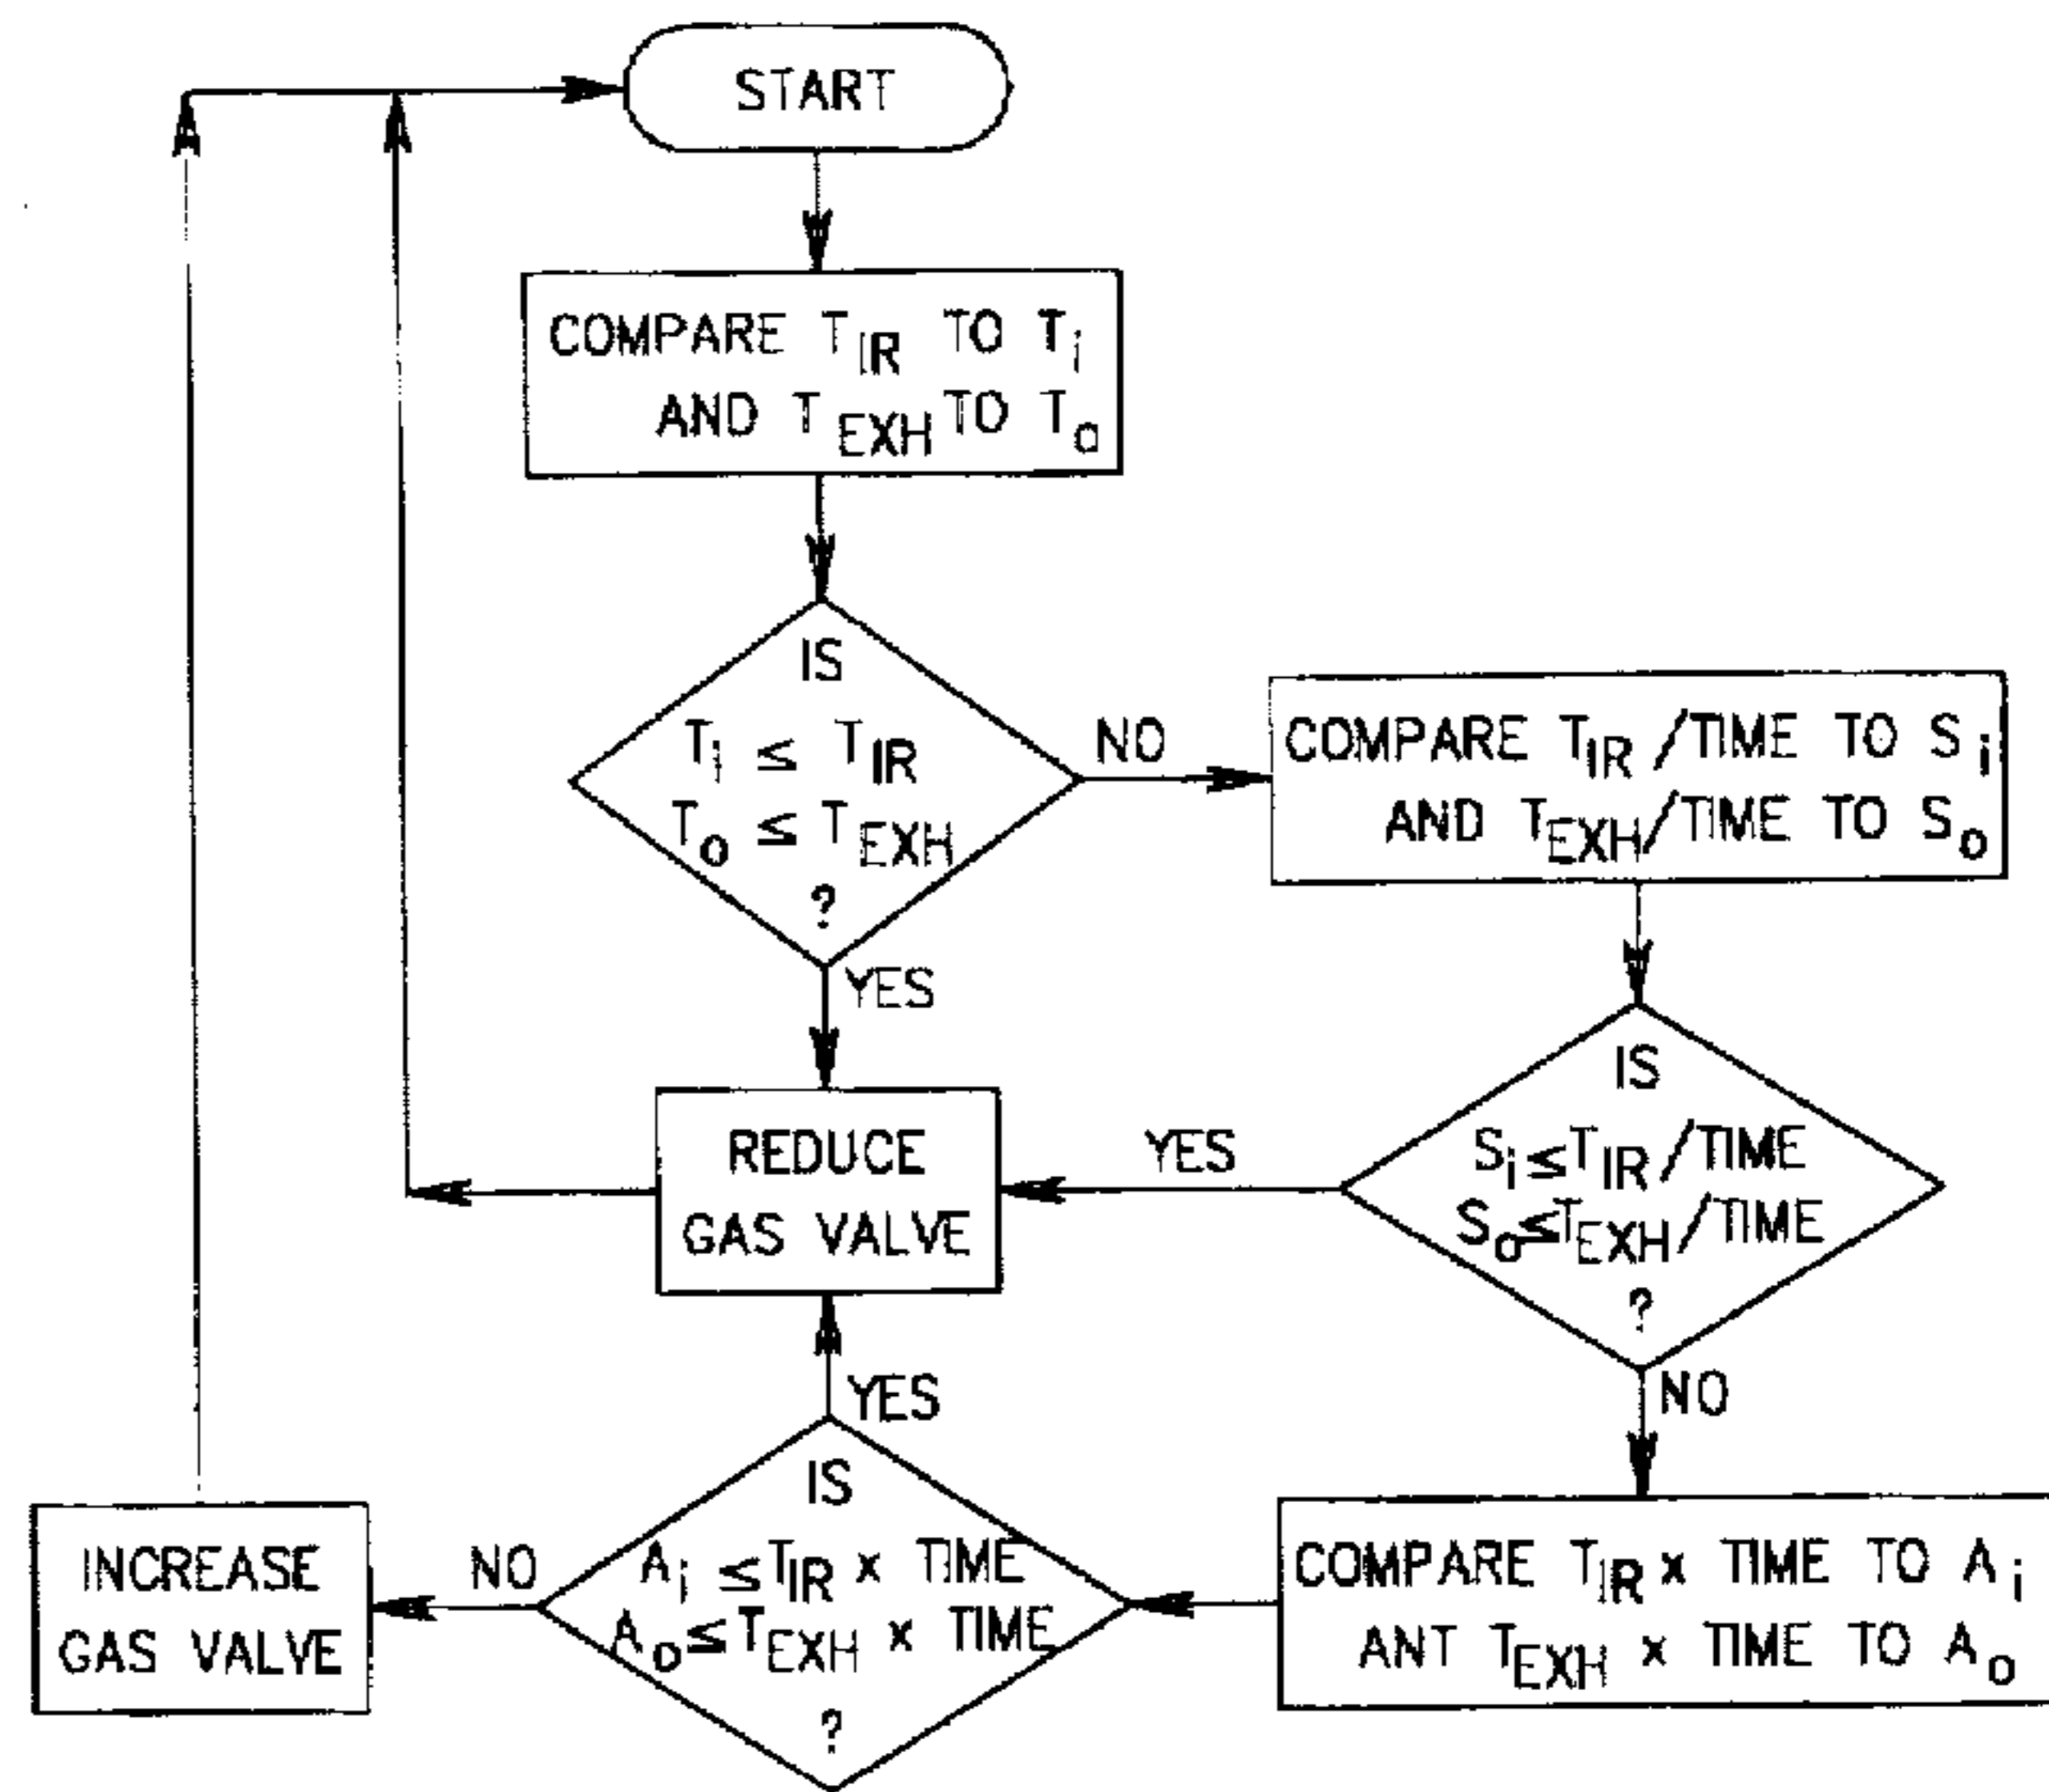 START
COMPARE T_IR TO T_i
AND T_EXH TO T_o
IS
T_i ≤ T_IR
T_o ≤ T_EXH
?
NO
YES
COMPARE T_IR /TIME TO S_i
AND T_EXH/TIME TO S_o
IS
S_i≤T_IR/TIME
S_o≤T_EXH/TIME
?
YES
NO
REDUCE
GAS VALVE
COMPARE T_IR x TIME TO A_i
ANT T_EXH x TIME TO A_o
IS
A_i ≤T_IR x TIME
A_o≤T_EXH x TIME
?
YES
NO
INCREASE
GAS VALVE